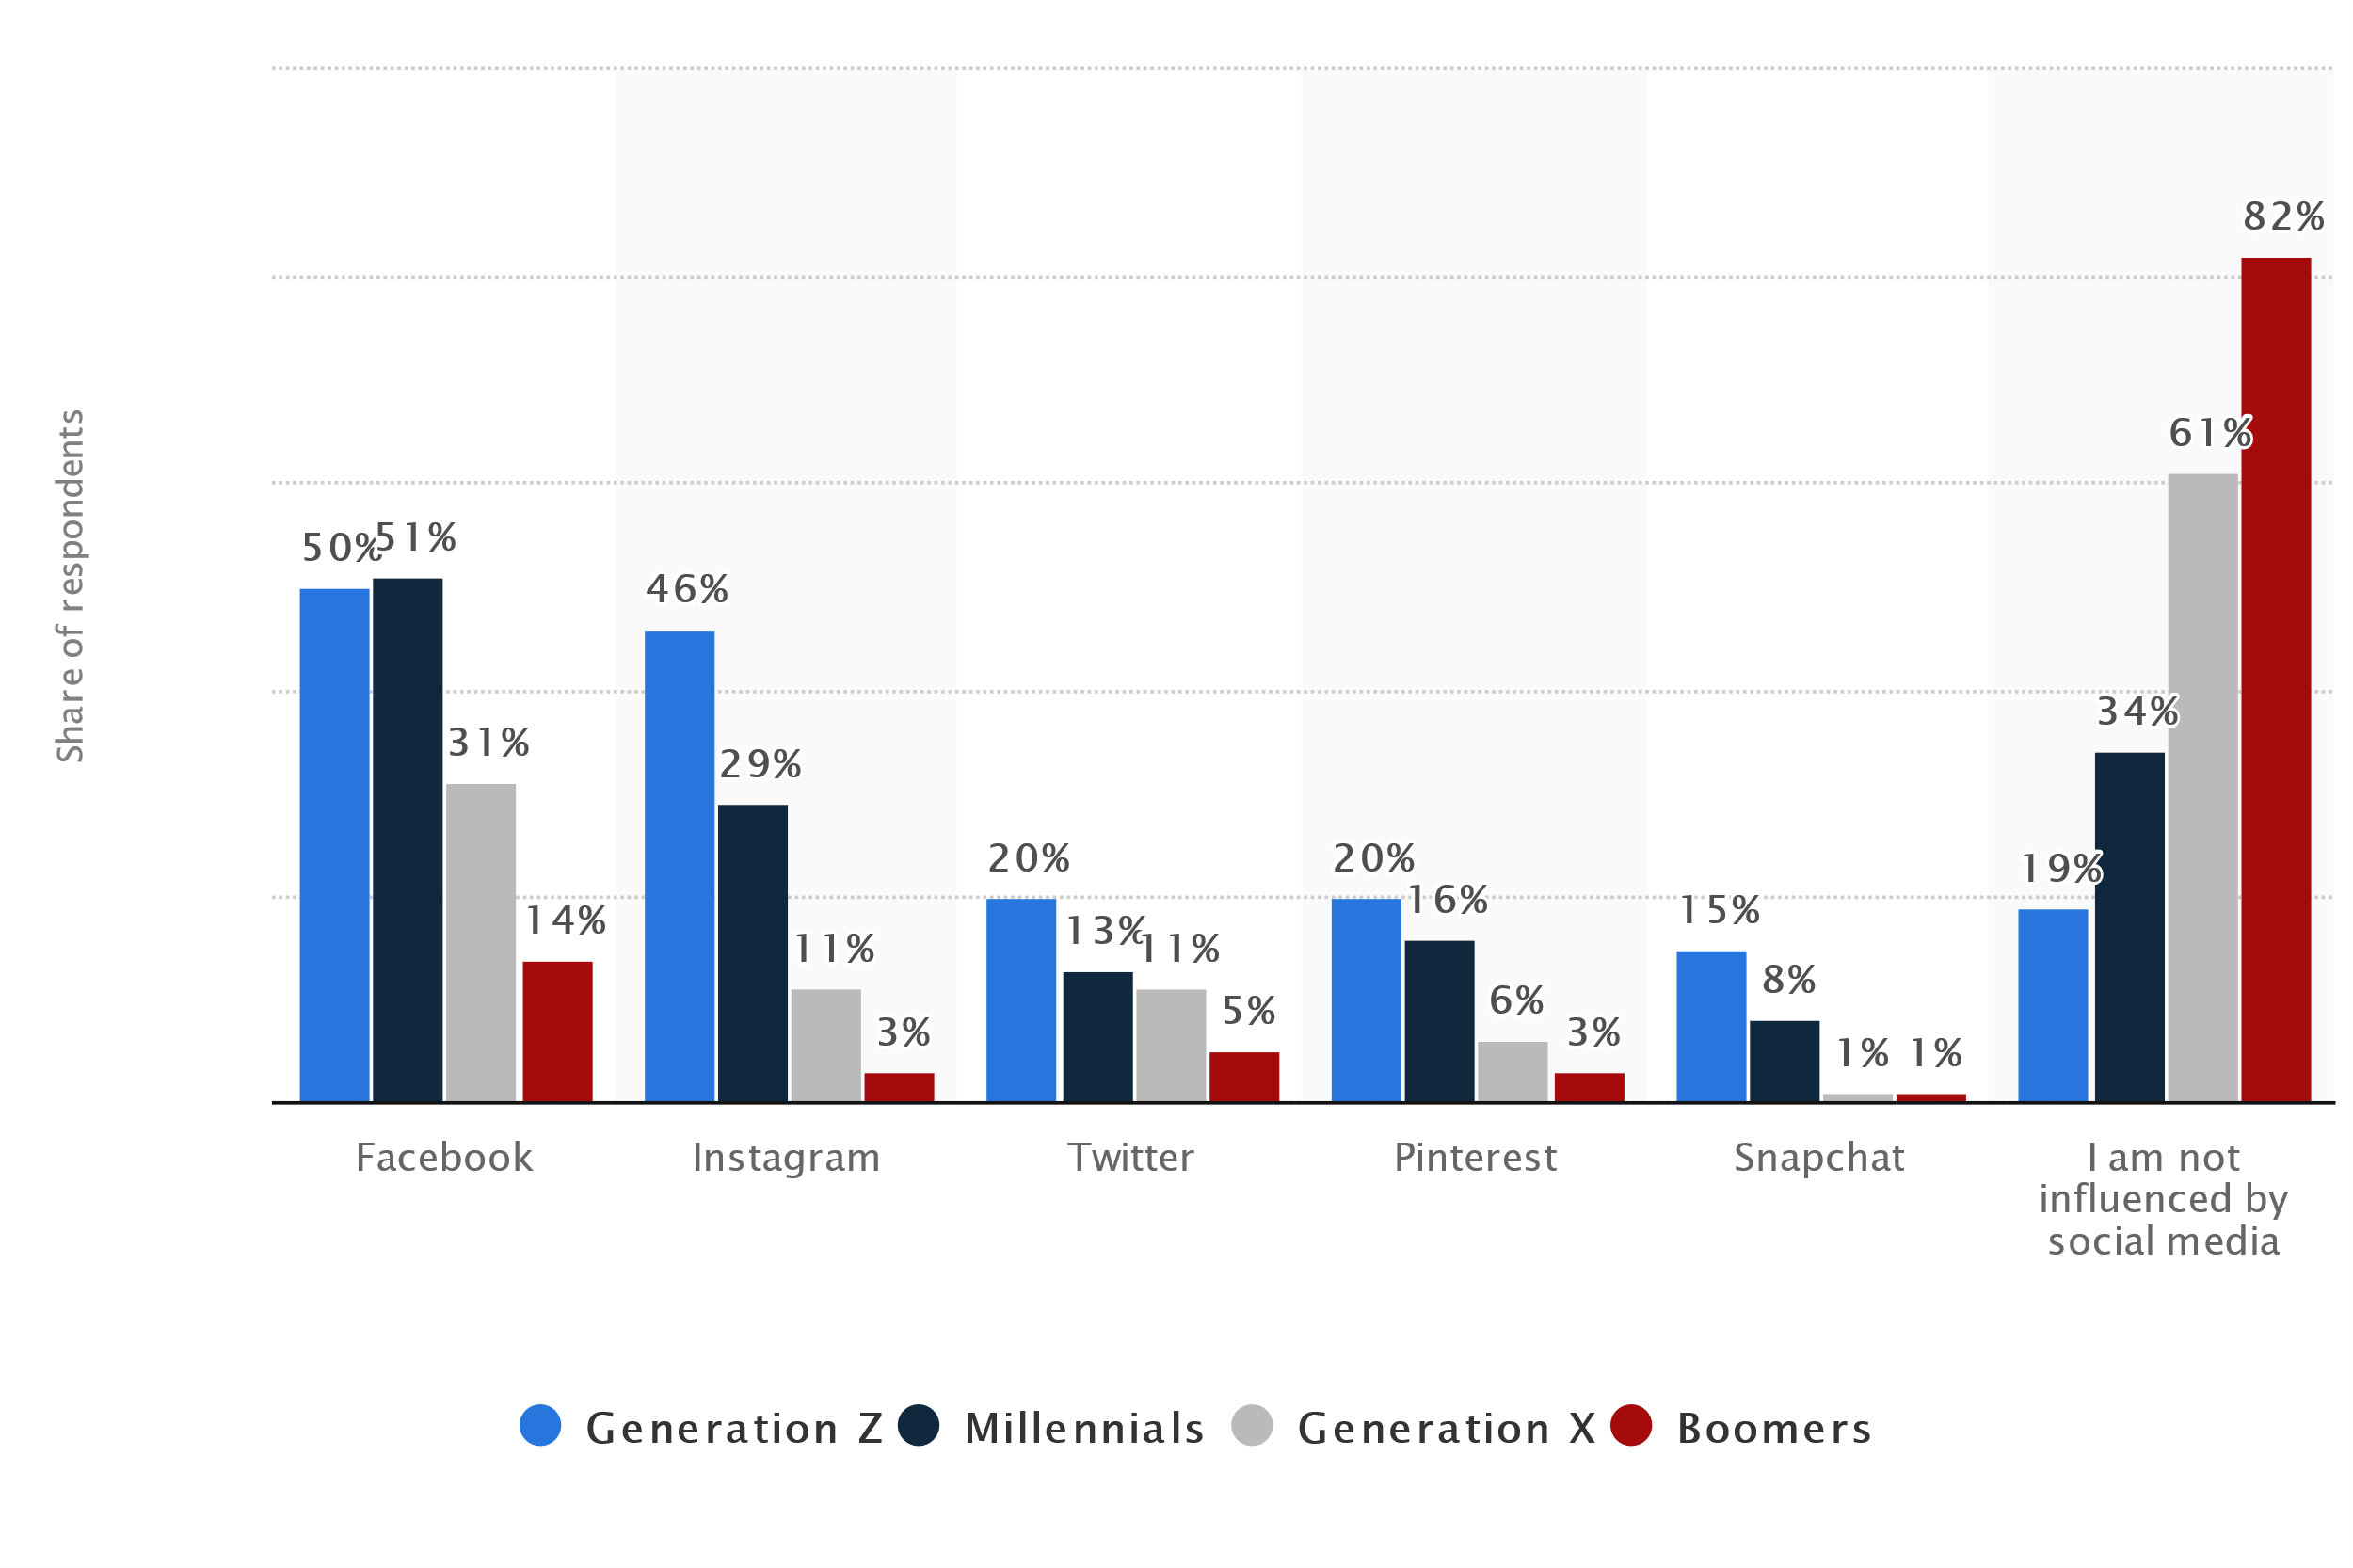 Share of respondents
50% 51% 31% 14%
46% 29% 11% 3%
20% 13% 11% 5%
20% 16% 6% 3%
15% 8% 1% 1%
19% 34% 61% 82%
Facebook
Instagram
Twitter
Pinterest
Snapchat
I am not
influenced by
social media
Generation Z Millennials Generation X Boomers